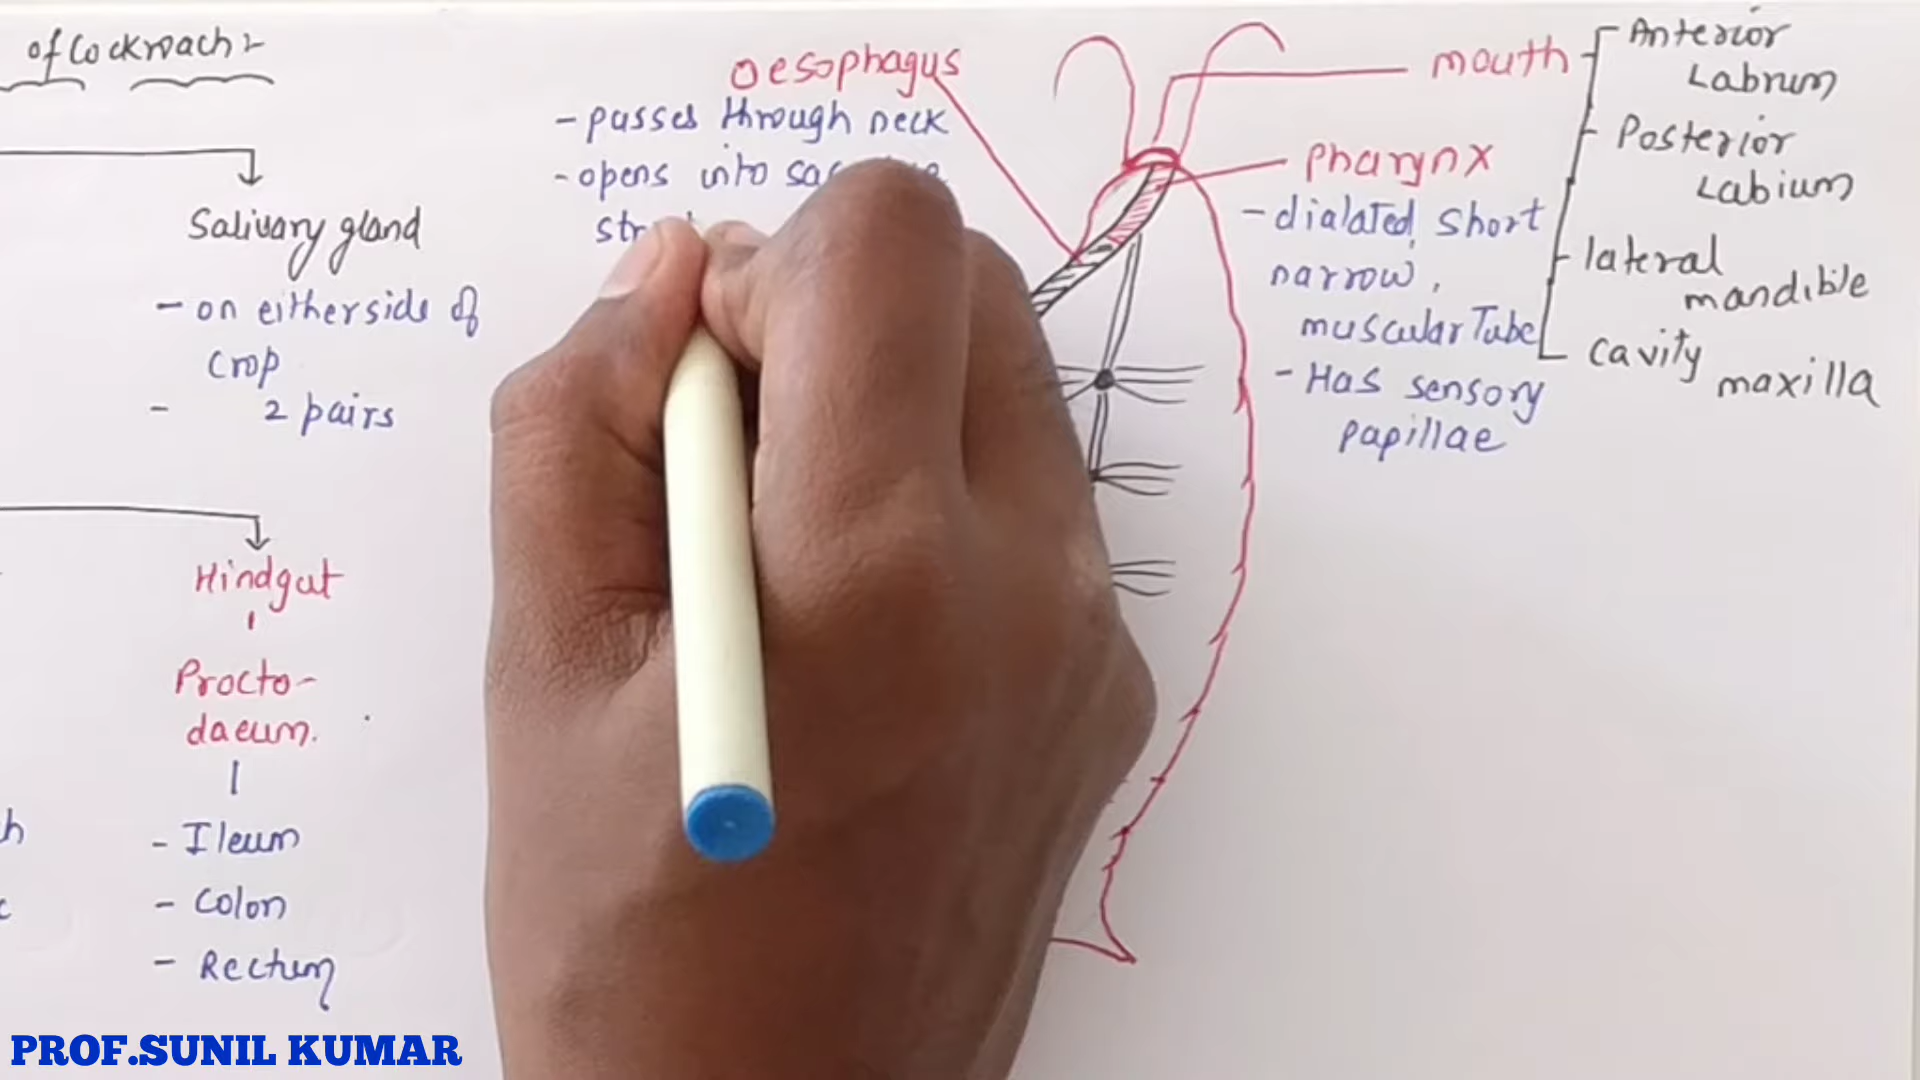 of Cockroach :-
Salivary gland
- on either side of
crop
- 2 pairs
Hindgut
Procto-
daeum.
- Ileum
- Colon
- Rectum
Oesophagus
- passes through neck
- opens into
mouth
Anterior
Labrum
Posterior
Labium
lateral
mandible
cavity
maxilla
pharynx
- dialated, short
narrow,
muscular Tube
- Has sensory
papillae
PROF.SUNIL KUMAR